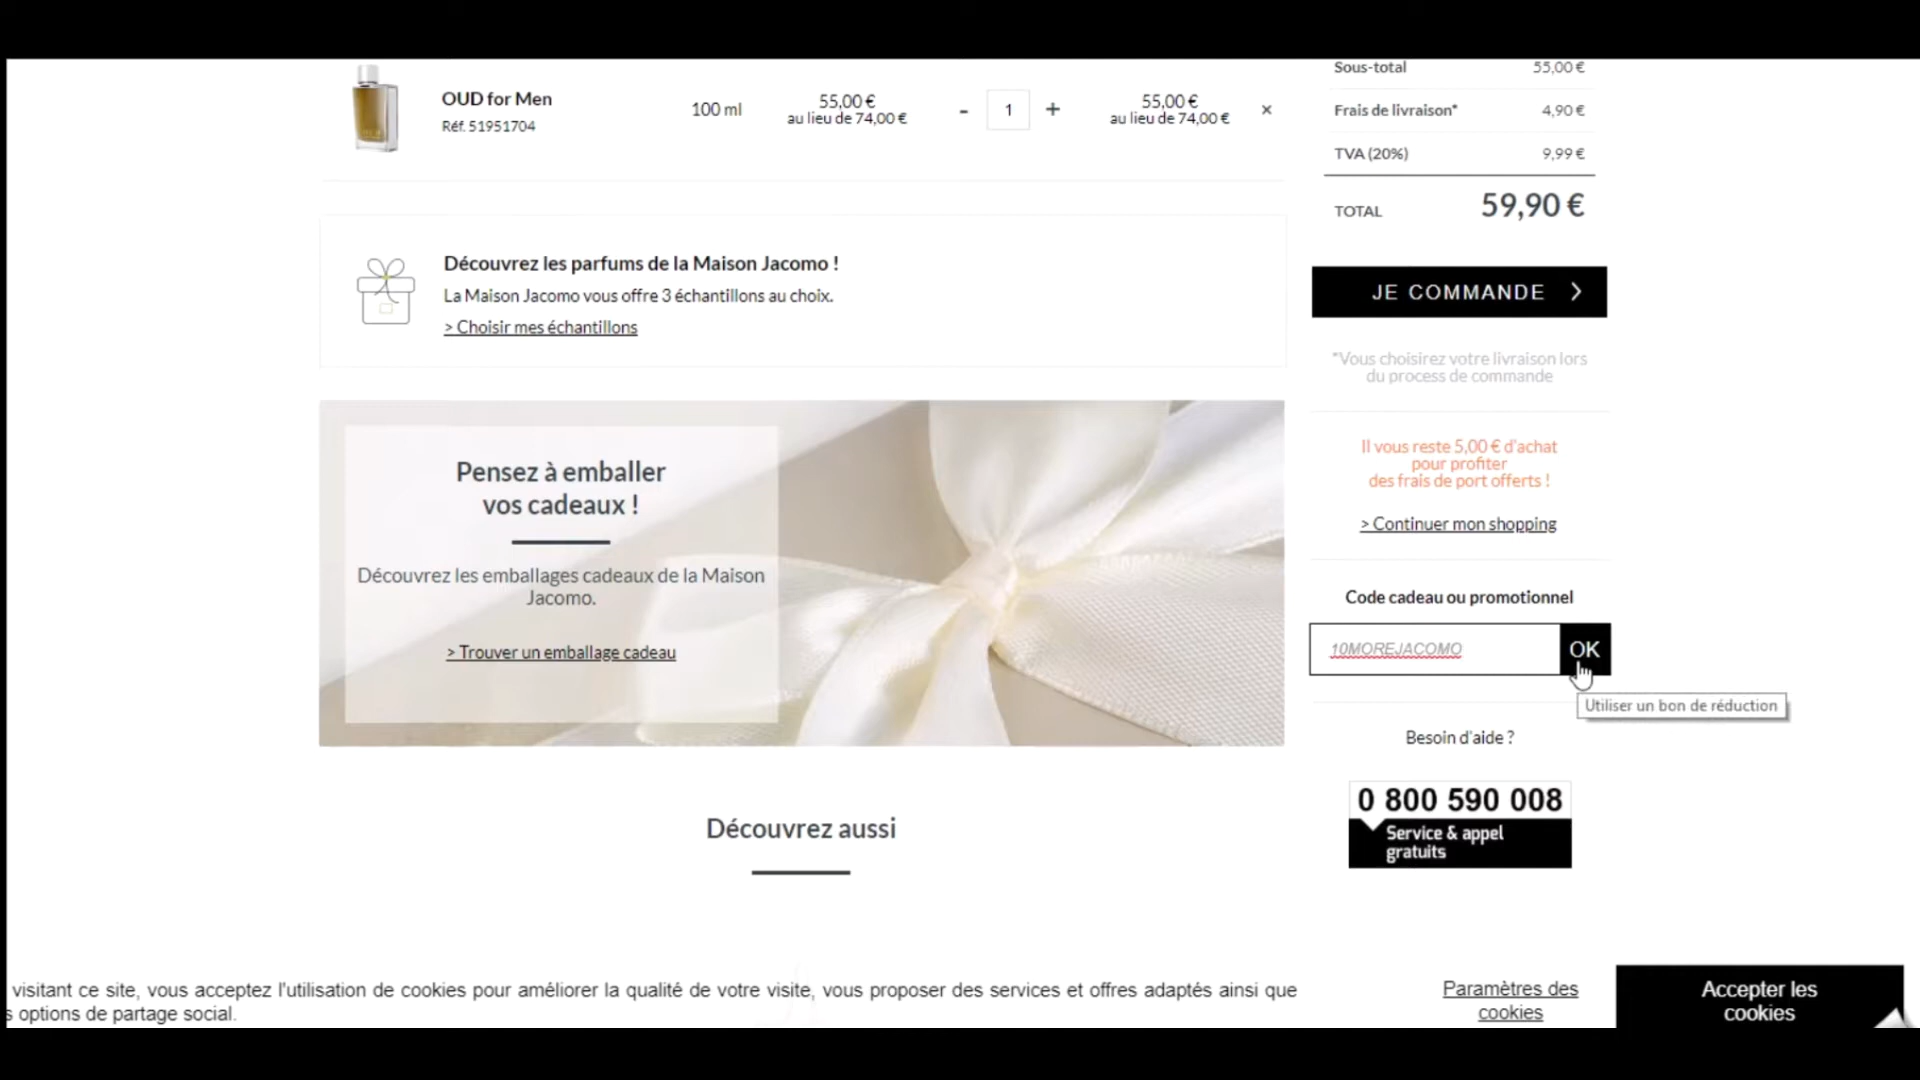 OUD for Men
Réf. 51951704
100 ml
55,00 €
au lieu de 74,00 €
-
1
+
55,00 €
au lieu de 74,00 €
×
Sous-total 55,00 €
Frais de livraison* 4,90 €
TVA (20%) 9,99 €
TOTAL 59,90 €
JE COMMANDE >
*Vous choisirez votre livraison lors
du process de commande
Il vous reste 5,00 € d'achat
pour profiter
des frais de port offerts !
> Continuer mon shopping
Code cadeau ou promotionnel
10MOREJACOMO
OK
Utiliser un bon de réduction
Besoin d'aide ?
0 800 590 008
Service & appel
gratuits
Découvrez les parfums de la Maison Jacomo !
La Maison Jacomo vous offre 3 échantillons au choix.
> Choisir mes échantillons
Pensez à emballer
vos cadeaux !
Découvrez les emballages cadeaux de la Maison
Jacomo.
> Trouver un emballage cadeau
Découvrez aussi
visitant ce site, vous acceptez l'utilisation de cookies pour améliorer la qualité de votre visite, vous proposer des services et offres adaptés ainsi que
s options de partage social.
Paramètres des
cookies
Accepter les
cookies